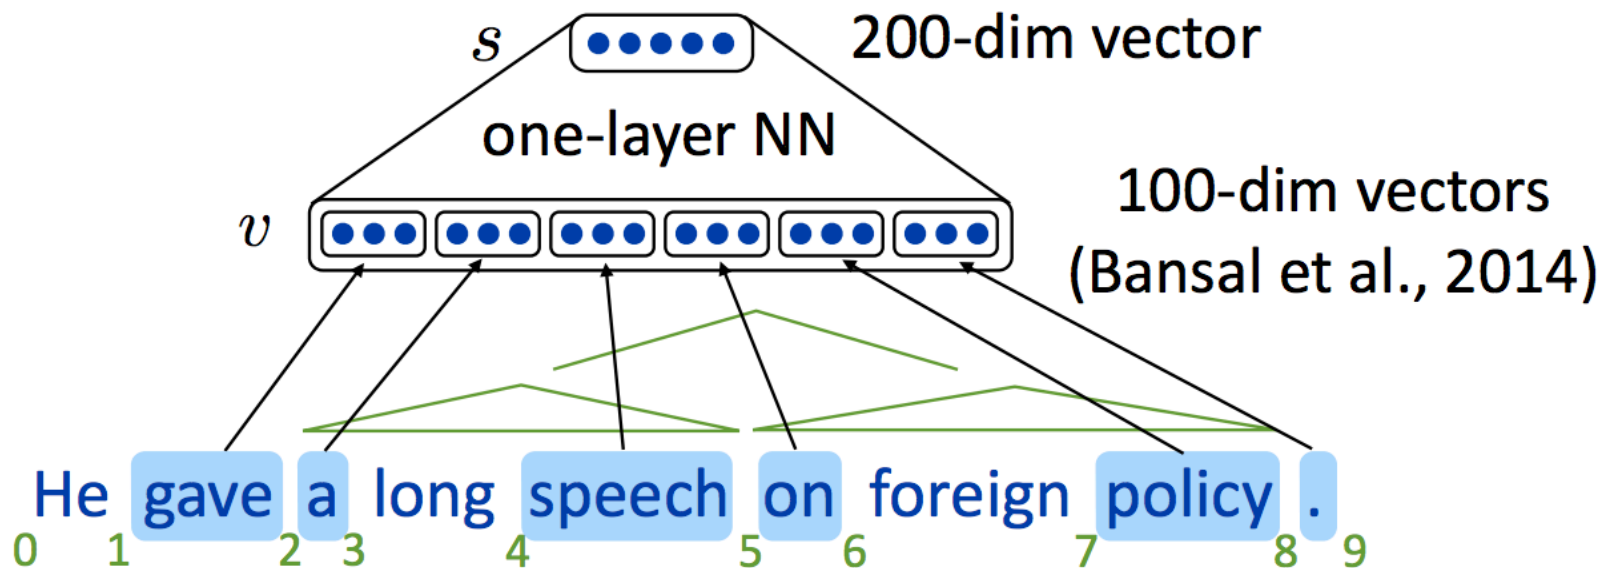 s 200-dim vector
one-layer NN
v 100-dim vectors
(Bansal et al., 2014)
He gave a long speech on foreign policy .
0 1 2 3 4 5 6 7 8 9